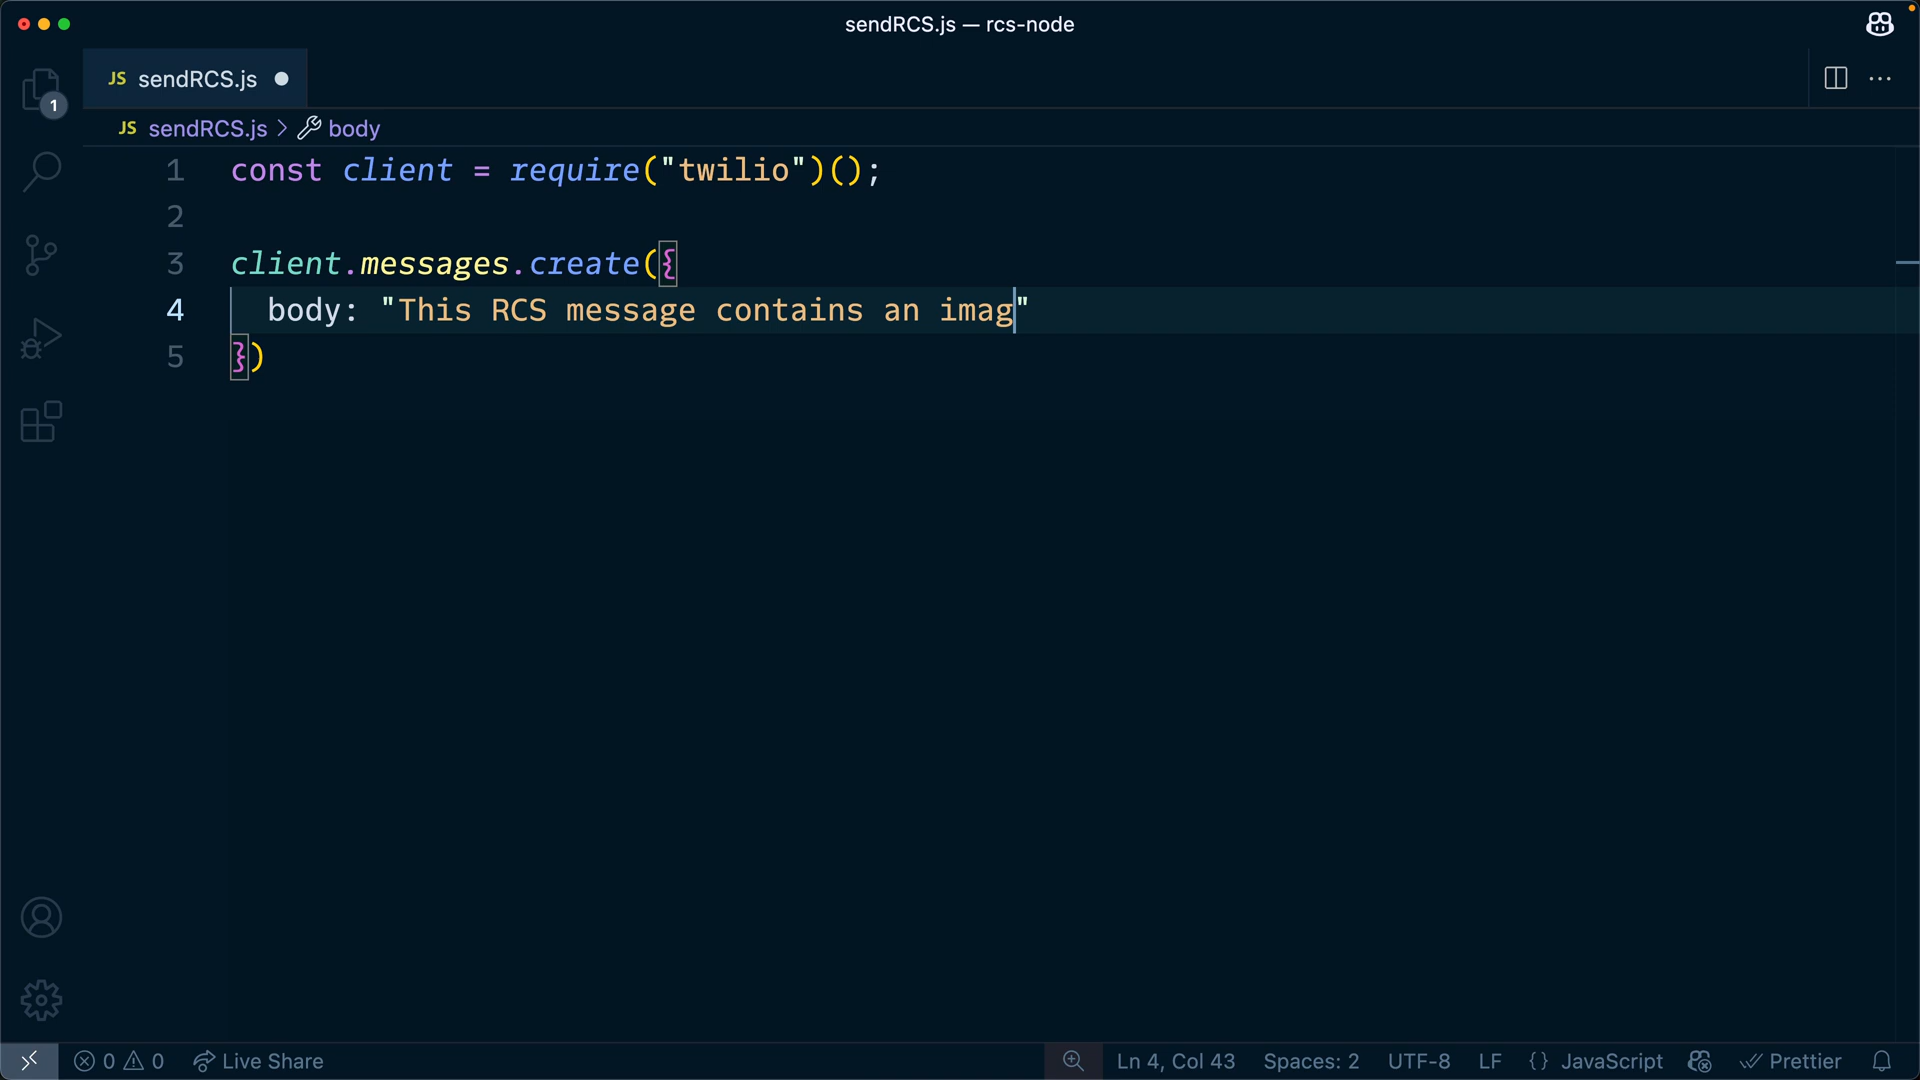 sendRCS.js — rcs-node
JS sendRCS.js
1
JS sendRCS.js > body
1 const client = require("twilio")();
2
3 client.messages.create({
4   body: "This RCS message contains an imag"
5 })
0 0 Live Share Ln 4, Col 43 Spaces: 2 UTF-8 LF {} JavaScript Prettier